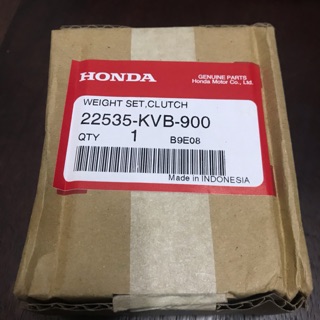 HONDA
GENUINE PARTS
Honda Motor Co., Ltd.
WEIGHT SET,CLUTCH
22535-KVB-900
QTY 1 B9E08
Made in INDONESIA